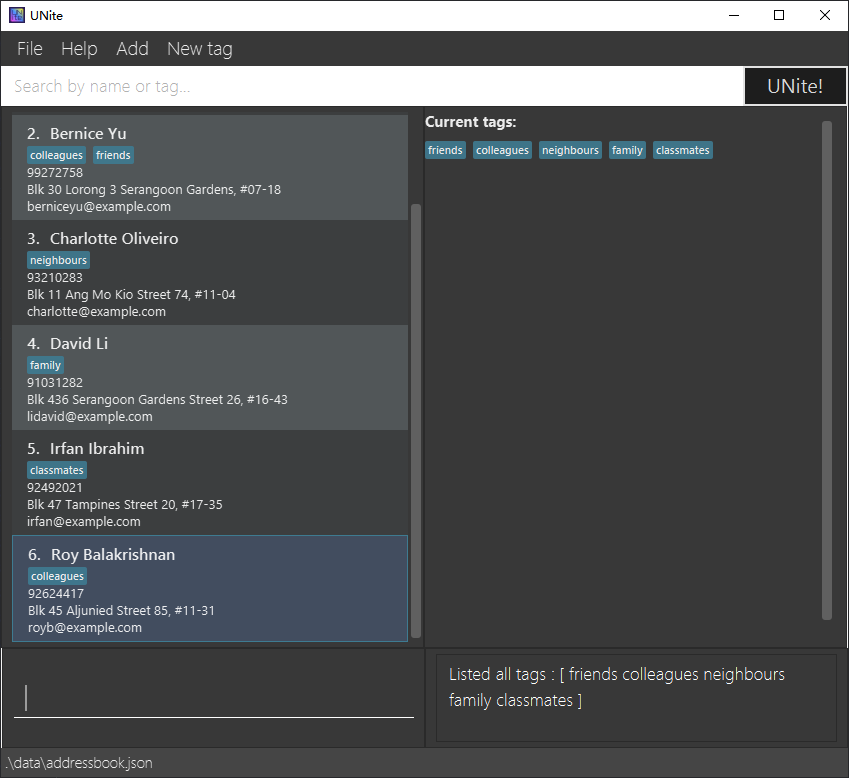 UNite
File Help Add New tag
Search by name or tag...
UNite!
2. Bernice Yu
colleagues friends
99272758
Blk 30 Lorong 3 Serangoon Gardens, #07-18
berniceyu@example.com
3. Charlotte Oliveiro
neighbours
93210283
Blk 11 Ang Mo Kio Street 74, #11-04
charlotte@example.com
4. David Li
family
91031282
Blk 436 Serangoon Gardens Street 26, #16-43
lidavid@example.com
5. Irfan Ibrahim
classmates
92492021
Blk 47 Tampines Street 20, #17-35
irfan@example.com
6. Roy Balakrishnan
colleagues
92624417
Blk 45 Aljunied Street 85, #11-31
royb@example.com
Current tags:
friends colleagues neighbours family classmates
Listed all tags : [ friends colleagues neighbours
family classmates ]
.\data\addressbook.json